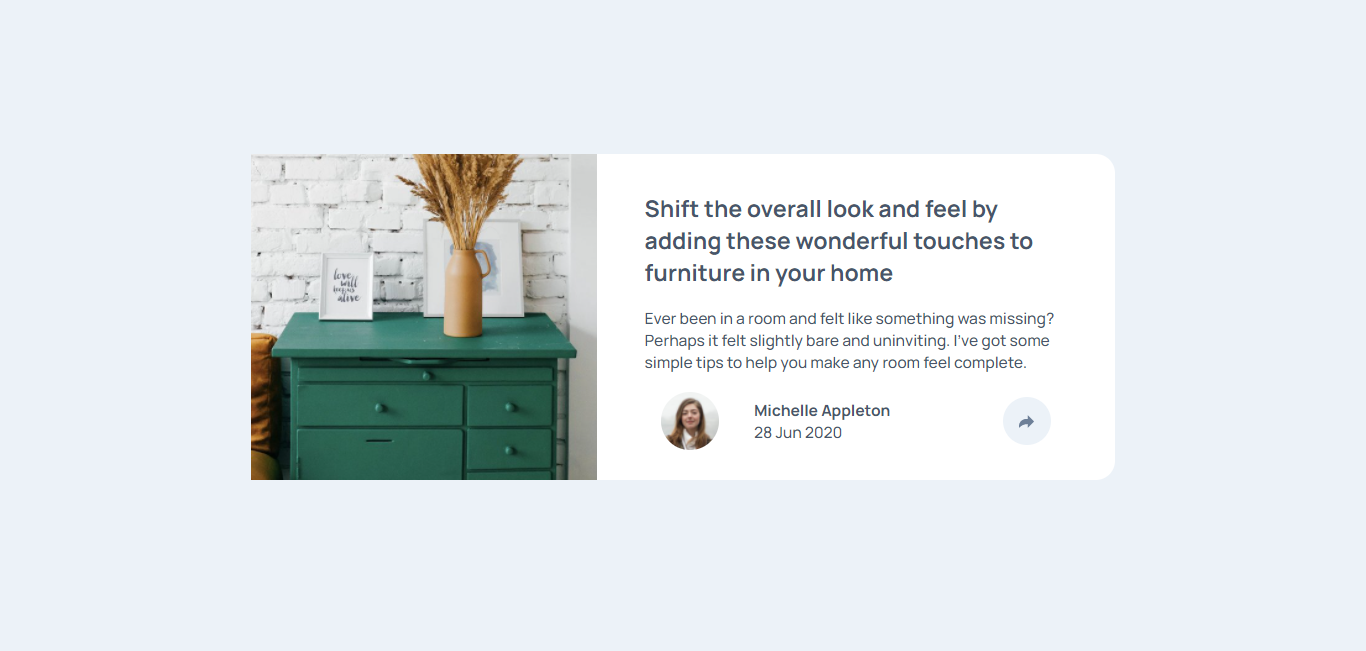 love
will
keep us
alive
Shift the overall look and feel by
adding these wonderful touches to
furniture in your home
Ever been in a room and felt like something was missing?
Perhaps it felt slightly bare and uninviting. I've got some
simple tips to help you make any room feel complete.
Michelle Appleton
28 Jun 2020